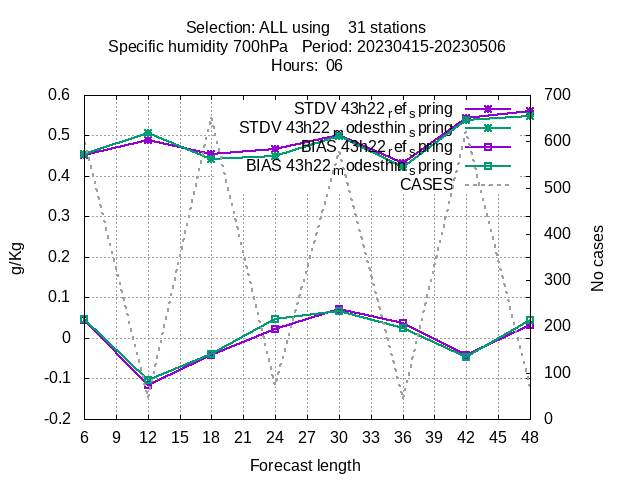 Selection: ALL using 31 stations
Specific humidity 700hPa Period: 20230415-20230506
Hours: 06
STDV 43h22_ref_spring
STDV 43h22_modesthin_spring
BIAS 43h22_ref_spring
BIAS 43h22_modesthin_spring
CASES
0.6
0.5
0.4
0.3
0.2
0.1
0
-0.1
-0.2
g/Kg
700
600
500
400
300
200
100
0
No cases
6 9 12 15 18 21 24 27 30 33 36 39 42 45 48
Forecast length